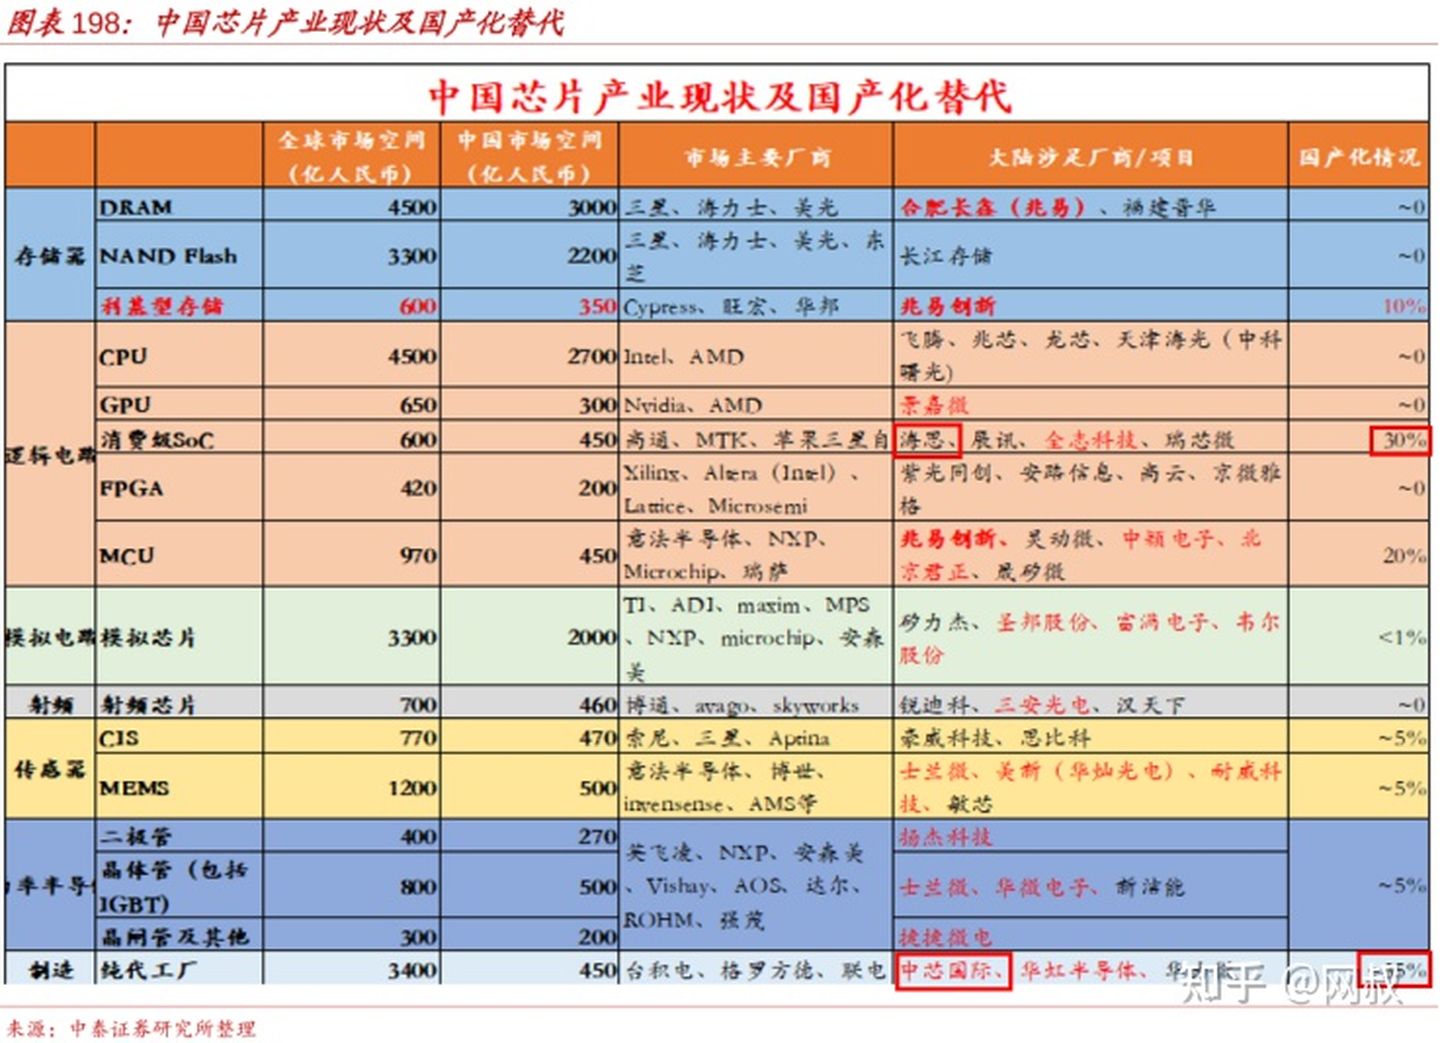 图表 198： 中国芯片产业现状及国产化替代
中国芯片产业现状及国产化替代
全球市场空间 中国市场空间
(亿人民币) (亿人民币) 市场主要厂商 大陆涉足厂商/项目 国产化情况
存储器 DRAM 4500 3000 三星、海力士、美光 合肥长鑫（兆易）、福建晋华 ~0
NAND Flash 3300 2200 三星、海力士、美光、东 长江存储 ~0
芝
利基型存储 600 350 Cypress、旺宏、华邦 兆易创新 10%
逻辑电路 CPU 4500 2700 Intel、AMD 飞腾、兆芯、龙芯、天津海光（中科 ~0
曙光)
GPU 650 300 Nvidia、AMD 景嘉微 ~0
消费级SoC 600 450 高通、MTK、苹果三星自 海思、展讯、全志科技、瑞芯微 30%
FPGA 420 200 Xilinx、Altera（Intel）、 紫光同创、安路信息、高云、京微雅 ~0
Lattice、Microsemi 格
MCU 970 450 意法半导体、NXP、 兆易创新、灵动微、中颖电子、北 20%
Microchip、瑞萨 京君正、晟矽微
模拟电路 模拟芯片 3300 2000 TI、ADI、maxim、MPS 矽力杰、圣邦股份、富满电子、韦尔 <1%
、NXP、microchip、安森 股份
美
射频 射频芯片 700 460 博通、avago、skyworks 锐迪科、三安光电、汉天下 ~0
传感器 CIS 770 470 索尼、三星、Aptina 豪威科技、思比科 ~5%
MEMS 1200 500 意法半导体、博世、 士兰微、美新（华灿光电）、耐威科 ~5%
invensense、AMS等 技、敏芯
率半导 二极管 400 270 英飞凌、NXP、安森美 扬杰科技 ~5%
晶体管（包括 800 500 、Vishay、AOS、达尔、 士兰微、华微电子、新洁能
IGBT) ROHM、强茂
晶闸管及其他 300 200 捷捷微电
制造 纯代工厂 3400 450 台积电、格罗方德、联电 中芯国际、华虹半导体、华 5%
知乎 @网叔
来源：中泰证券研究所整理